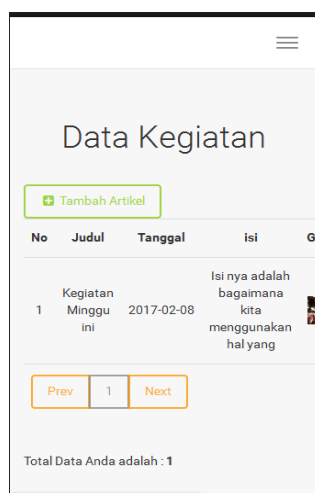 Data Kegiatan
Tambah Artikel
No Judul Tanggal isi G
1 Kegiatan Minggu ini 2017-02-08 Isi nya adalah bagaimana kita menggunakan hal yang
Prev 1 Next
Total Data Anda adalah : 1